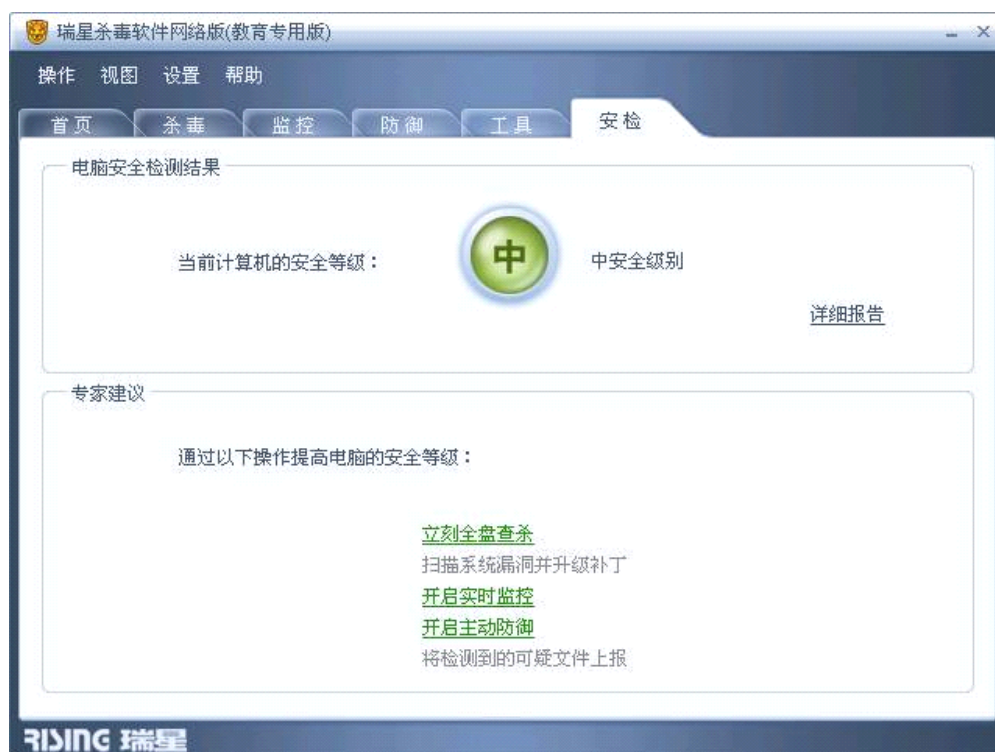 瑞星杀毒软件网络版(教育专用版)
操作 视图 设置 帮助
首页 杀毒 监控 防御 工具 安检
电脑安全检测结果
当前计算机的安全等级： 中 中安全级别
详细报告
专家建议
通过以下操作提高电脑的安全等级：
立刻全盘查杀
扫描系统漏洞并升级补丁
开启实时监控
开启主动防御
将检测到的可疑文件上报
RISING 瑞星